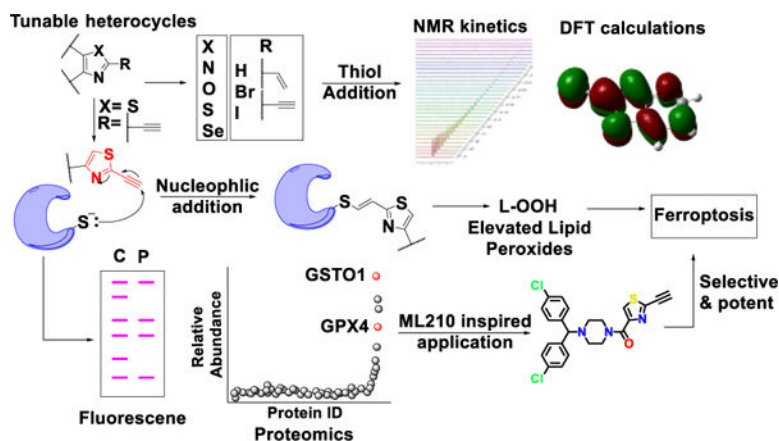 Tunable heterocycles
X
N
R
X= S
R=
X
N
O
S
Se
R
H
Br
I
Thiol
Addition
NMR kinetics
DFT calculations
S
N
S:
Nucleophlic
addition
S
S
N
L-OOH
Elevated Lipid
Peroxides
Ferroptosis
C P
Fluorescene
Relative
Abundance
GSTO1
GPX4
Protein ID
Proteomics
ML210 inspired
application
Cl
N
N
O
S
N
Cl
Selective
& potent